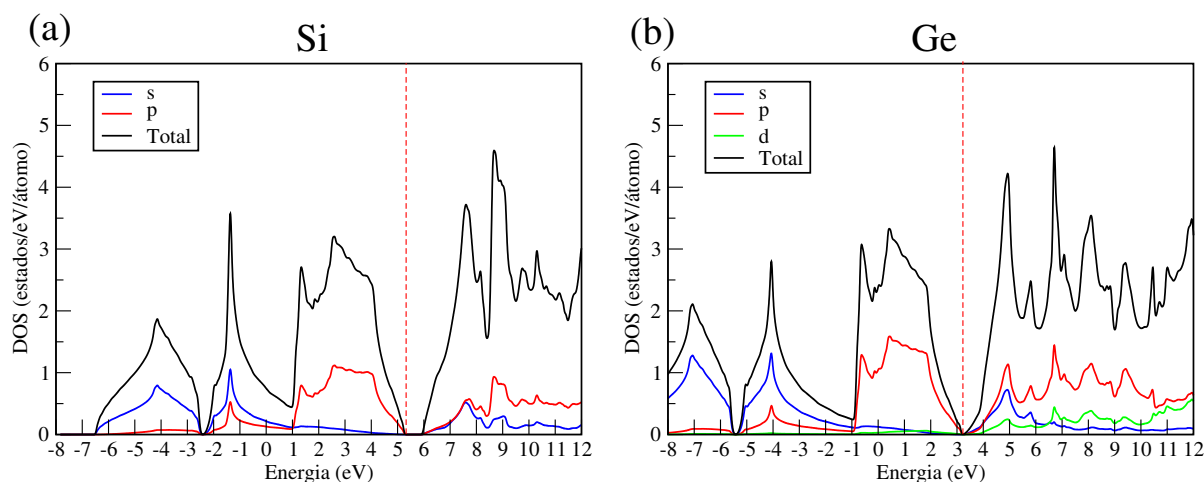 (a)
Si
6
5
4
3
2
1
0
DOS (estados/eV/átomo)
s
p
Total
-8 -7 -6 -5 -4 -3 -2 -1 0 1 2 3 4 5 6 7 8 9 10 11 12
Energia (eV)
(b)
Ge
6
5
4
3
2
1
0
DOS (estados/eV/átomo)
s
p
d
Total
-8 -7 -6 -5 -4 -3 -2 -1 0 1 2 3 4 5 6 7 8 9 10 11 12
Energia (eV)